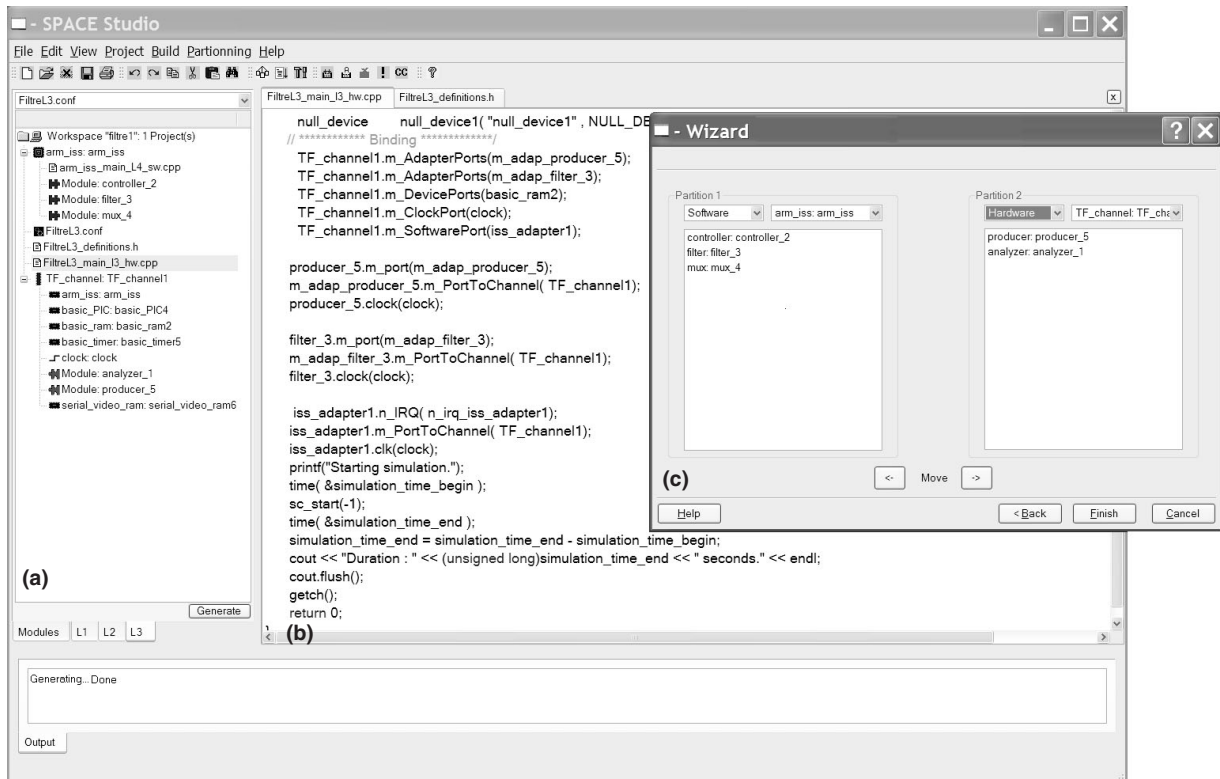 - SPACE Studio
File Edit View Project Build Partionning Help
CC
FiltreL3.conf
Workspace "filtre1": 1 Project(s)
arm_iss: arm_iss
arm_iss_main_L4_sw.cpp
Module: controller_2
Module: filter_3
Module: mux_4
FiltreL3.conf
FiltreL3_definitions.h
FiltreL3_main_l3_hw.cpp
TF_channel: TF_channel1
arm_iss: arm_iss
basic_PIC: basic_PIC4
basic_ram: basic_ram2
basic_timer: basic_timer5
clock: clock
Module: analyzer_1
Module: producer_5
serial_video_ram: serial_video_ram6
(a)
Generate
Modules L1 L2 L3
FiltreL3_main_l3_hw.cpp FiltreL3_definitions.h x
null_device null_device1( "null_device1" , NULL_DE
// ************ Binding *************/
TF_channel1.m_AdapterPorts(m_adap_producer_5);
TF_channel1.m_AdapterPorts(m_adap_filter_3);
TF_channel1.m_DevicePorts(basic_ram2);
TF_channel1.m_ClockPort(clock);
TF_channel1.m_SoftwarePort(iss_adapter1);
producer_5.m_port(m_adap_producer_5);
m_adap_producer_5.m_PortToChannel( TF_channel1);
producer_5.clock(clock);
filter_3.m_port(m_adap_filter_3);
m_adap_filter_3.m_PortToChannel( TF_channel1);
filter_3.clock(clock);
iss_adapter1.n_IRQ( n_irq_iss_adapter1);
iss_adapter1.m_PortToChannel( TF_channel1);
iss_adapter1.clk(clock);
printf("Starting simulation.");
time( &simulation_time_begin );
sc_start(-1);
time( &simulation_time_end );
simulation_time_end = simulation_time_end - simulation_time_begin;
cout << "Duration : " << (unsigned long)simulation_time_end << " seconds." << endl;
cout.flush();
getch();
return 0;
}
(b)
- Wizard
Partition 1
Software arm_iss: arm_iss
controller: controller_2
filter: filter_3
mux: mux_4
Partition 2
Hardware TF_channel: TF_cha
producer: producer_5
analyzer: analyzer_1
(c)
<- Move ->
Help < Back Finish Cancel
Generating... Done
Output